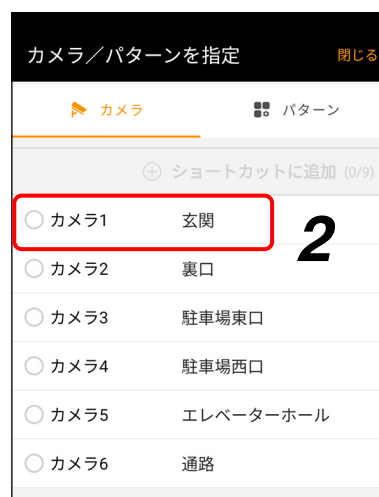 カメラ／パターンを指定 閉じる
カメラ パターン
ショートカットに追加 (0/9)
カメラ1 玄関
2
カメラ2 裏口
カメラ3 駐車場東口
カメラ4 駐車場西口
カメラ5 エレベーターホール
カメラ6 通路